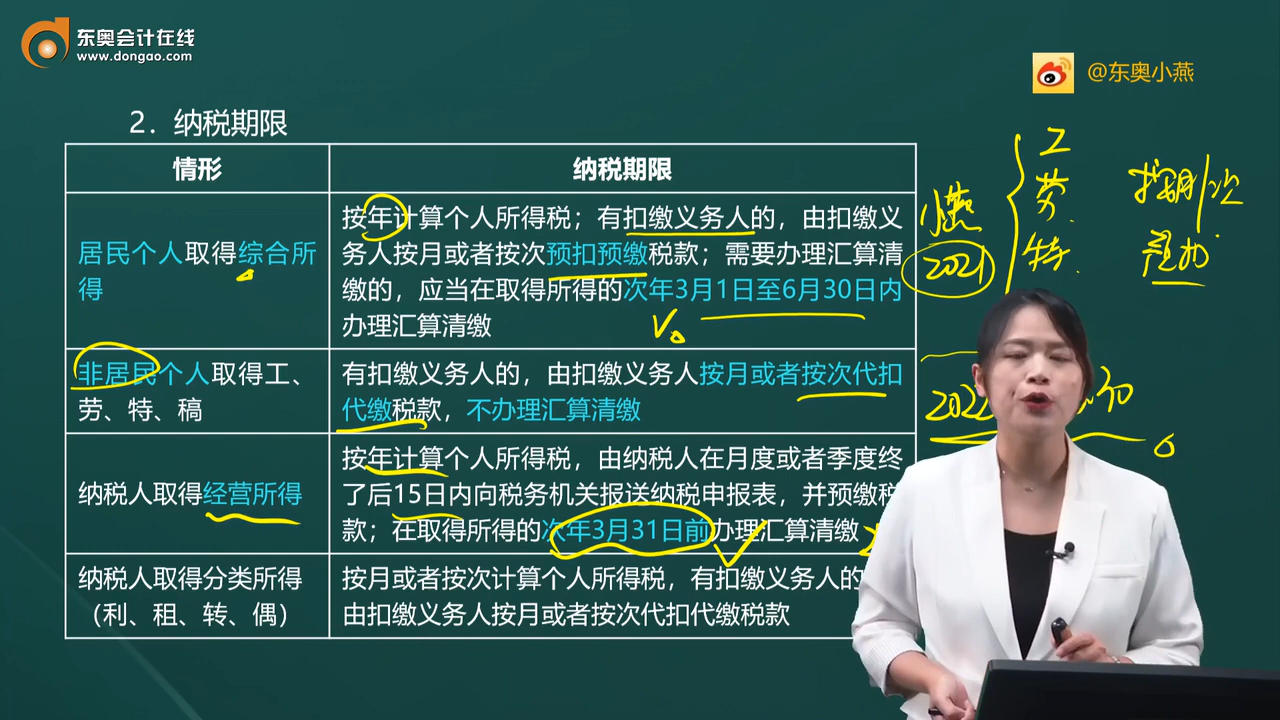 东奥会计在线
www.dongao.com
@东奥小燕
2．纳税期限
情形
纳税期限
居民个人取得综合所
得
按年计算个人所得税；有扣缴义务人的，由扣缴义
务人按月或者按次预扣预缴税款；需要办理汇算清
缴的，应当在取得所得的次年3月1日至6月30日内
办理汇算清缴
非居民个人取得工、
劳、特、稿
有扣缴义务人的，由扣缴义务人按月或者按次代扣
代缴税款，不办理汇算清缴
纳税人取得经营所得
按年计算个人所得税，由纳税人在月度或者季度终
了后15日内向税务机关报送纳税申报表，并预缴税
款；在取得所得的次年3月31日前办理汇算清缴
纳税人取得分类所得
（利、租、转、偶）
按月或者按次计算个人所得税，有扣缴义务人的
由扣缴义务人按月或者按次代扣代缴税款
小燕
2021
工
劳
特
按月/次